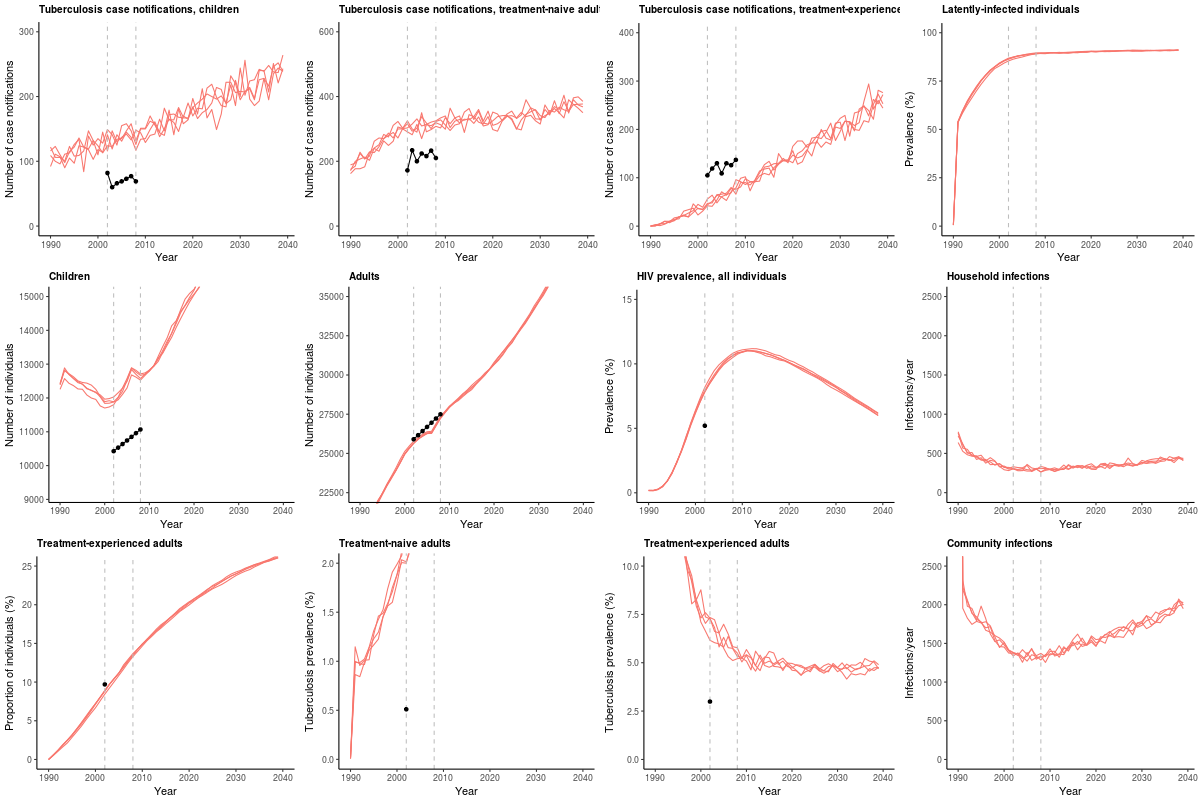 Tuberculosis case notifications, children
Number of case notifications
300
200
100
0
1990 2000 2010 2020 2030 2040
Year
Tuberculosis case notifications, treatment-naive adult
Number of case notifications
600
400
200
0
1990 2000 2010 2020 2030 2040
Year
Tuberculosis case notifications, treatment-experience
Number of case notifications
400
300
200
100
0
1990 2000 2010 2020 2030 2040
Year
Latently-infected individuals
Prevalence (%)
100
75
50
25
0
1990 2000 2010 2020 2030 2040
Year
Children
Number of individuals
15000
14000
13000
12000
11000
10000
9000
1990 2000 2010 2020 2030 2040
Year
Adults
Number of individuals
35000
32500
30000
27500
25000
22500
1990 2000 2010 2020 2030 2040
Year
HIV prevalence, all individuals
Prevalence (%)
15
10
5
0
1990 2000 2010 2020 2030 2040
Year
Household infections
Infections/year
2500
2000
1500
1000
500
0
1990 2000 2010 2020 2030 2040
Year
Treatment-experienced adults
Proportion of individuals (%)
25
20
15
10
5
0
1990 2000 2010 2020 2030 2040
Year
Treatment-naive adults
Tuberculosis prevalence (%)
2.0
1.5
1.0
0.5
0.0
1990 2000 2010 2020 2030 2040
Year
Treatment-experienced adults
Tuberculosis prevalence (%)
10.0
7.5
5.0
2.5
0.0
1990 2000 2010 2020 2030 2040
Year
Community infections
Infections/year
2500
2000
1500
1000
500
0
1990 2000 2010 2020 2030 2040
Year